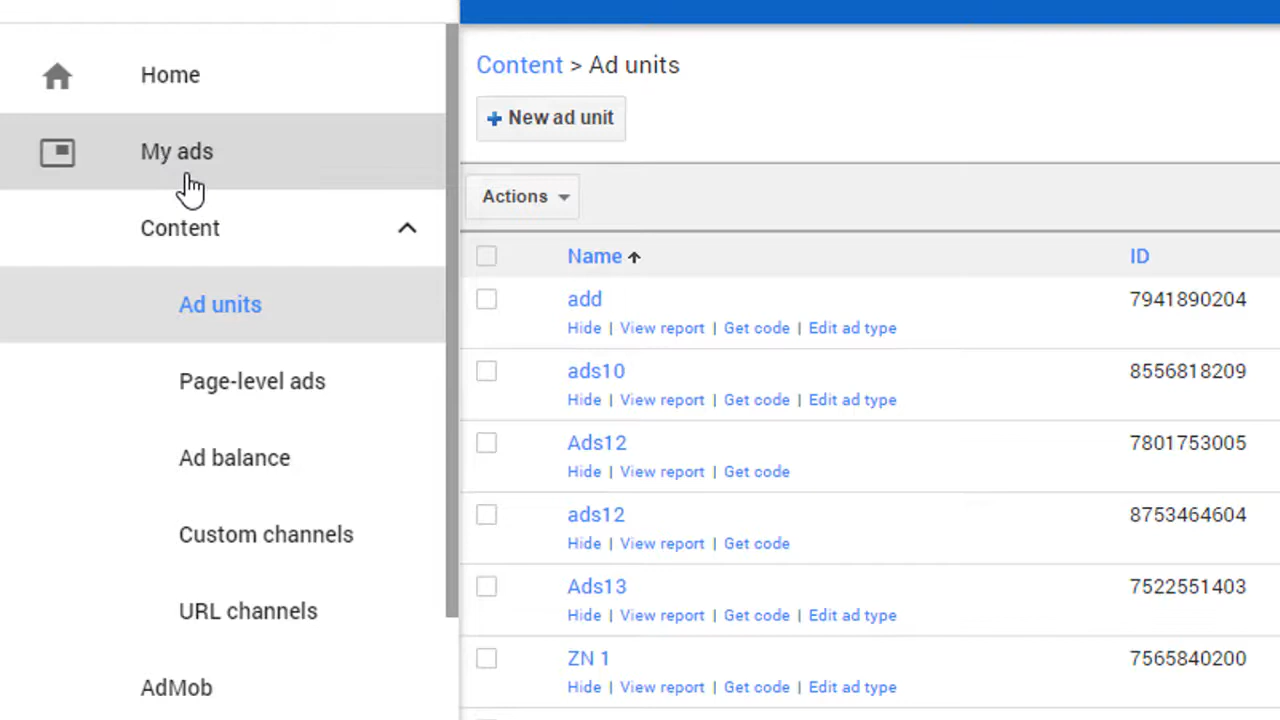 Home
My ads
Content
Ad units
Page-level ads
Ad balance
Custom channels
URL channels
AdMob
Content > Ad units
+ New ad unit
Actions
Name ID
add 7941890204
Hide | View report | Get code | Edit ad type
ads10 8556818209
Hide | View report | Get code | Edit ad type
Ads12 7801753005
Hide | View report | Get code
ads12 8753464604
Hide | View report | Get code
Ads13 7522551403
Hide | View report | Get code | Edit ad type
ZN 1 7565840200
Hide | View report | Get code | Edit ad type